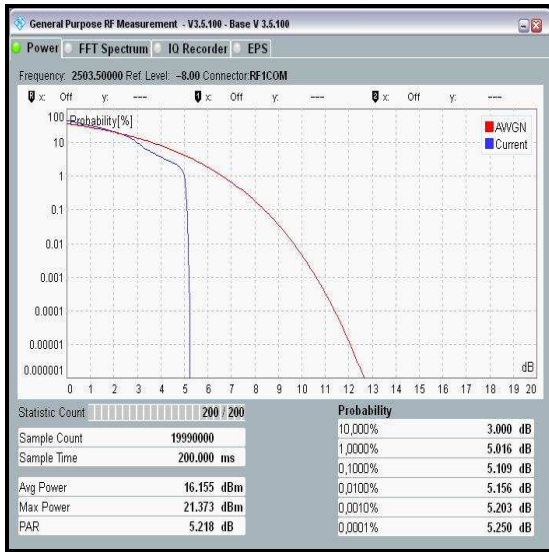 General Purpose RF Measurement - V3.5.100 - Base V 3.5.100
Power FFT Spectrum IQ Recorder EPS
Frequency: 2503.50000 Ref. Level: -8.00 Connector:RF1COM
R x: Off y: --- 1 x: Off y: --- 2 x: Off y: ---
Probability[%]
AWGN
Current
100
10
1
0.1
0.01
0.001
0.0001
0.00001
0.000001
dB
0 1 2 3 4 5 6 7 8 9 10 11 12 13 14 15 16 17 18 19 20
Statistic Count 200 / 200
Sample Count 19990000
Sample Time 200.000 ms
Avg Power 16.155 dBm
Max Power 21.373 dBm
PAR 5.218 dB
Probability
10,000% 3.000 dB
1,0000% 5.016 dB
0,1000% 5.109 dB
0,0100% 5.156 dB
0,0010% 5.203 dB
0,0001% 5.250 dB